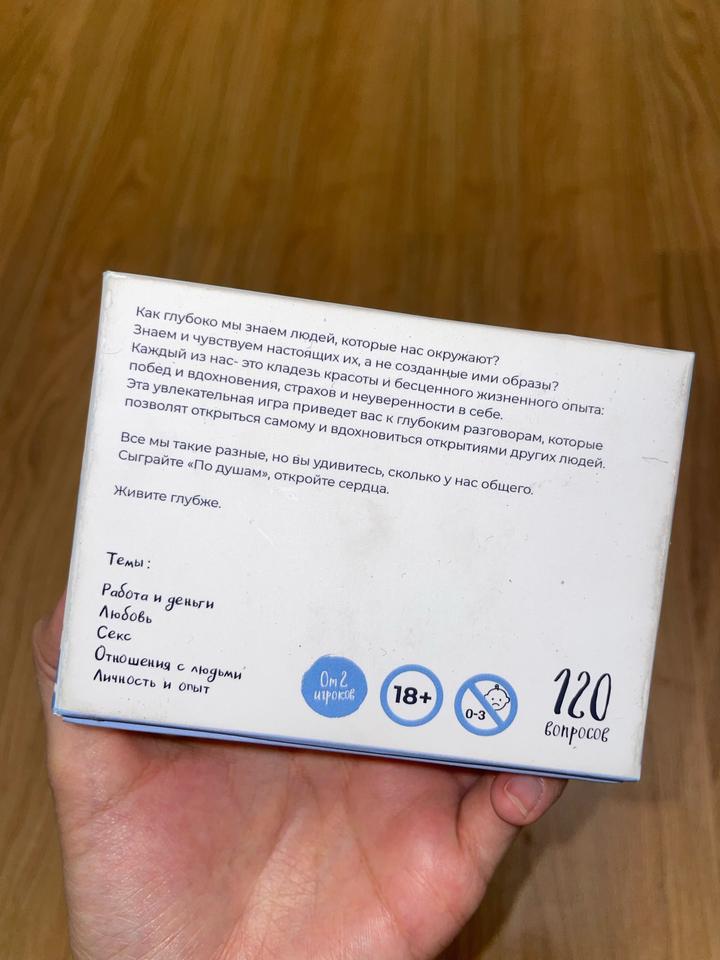 Как глубоко мы знаем людей, которые нас окружают?
Знаем и чувствуем настоящих их, а не созданные ими образы?
Каждый из нас- это кладезь красоты и бесценного жизненного опыта:
побед и вдохновения, страхов и неуверенности в себе.
Эта увлекательная игра приведет вас к глубоким разговорам, которые
позволят открыться самому и вдохновиться открытиями других людей.
Все мы такие разные, но вы удивитесь, сколько у нас общего.
Сыграйте «По душам», откройте сердца.
Живите глубже.
Темы:
Работа и деньги
Любовь
Секс
Отношения с людьми
Личность и опыт
От 2
игроков
18+
0-3
120
вопросов